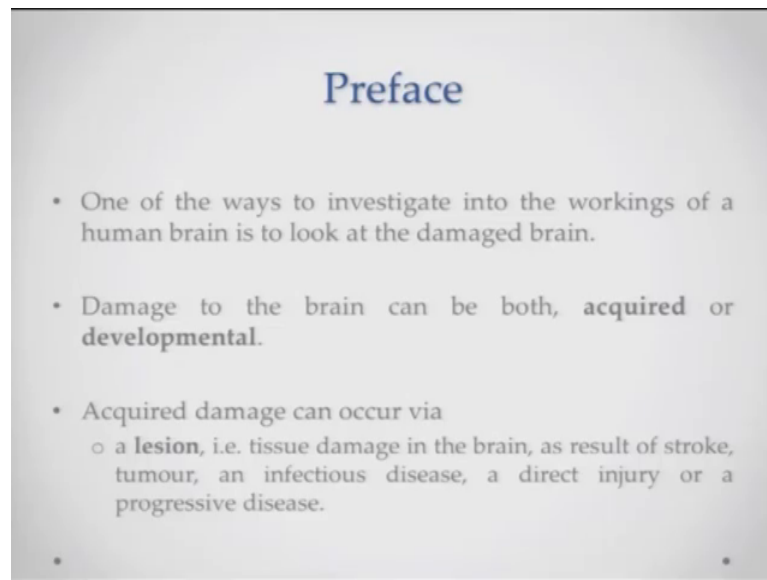 Preface
• One of the ways to investigate into the workings of a
human brain is to look at the damaged brain.
• Damage to the brain can be both, acquired or
developmental.
• Acquired damage can occur via
o a lesion, i.e. tissue damage in the brain, as result of stroke,
tumour, an infectious disease, a direct injury or a
progressive disease.